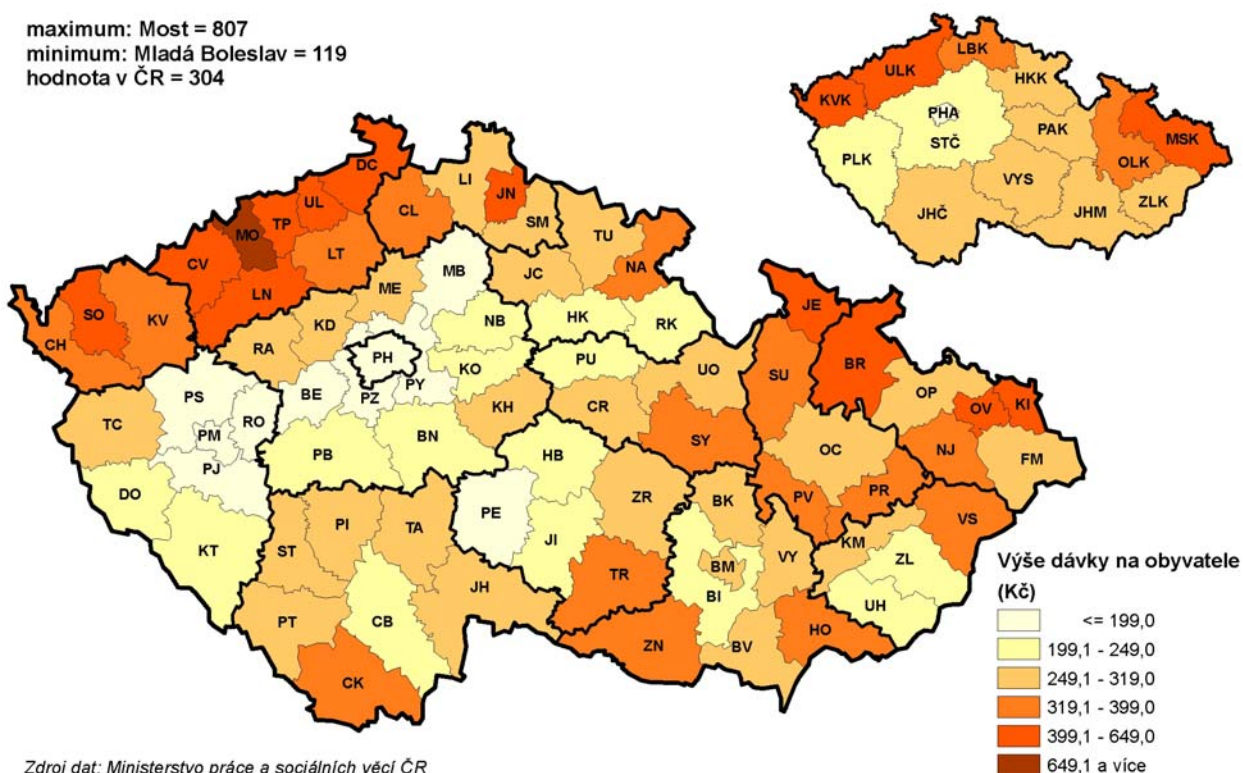 maximum: Most = 807
minimum: Mladá Boleslav = 119
hodnota v ČR = 304
LBK
ULK
HKK
KVK
PHA
STČ
PAK
MSK
PLK
OLK
VYS
ZLK
JHČ
JHM
DC
LI
JN
UL
CL
TP
SM
MO
TU
LT
CV
MB
JC
NA
LN
ME
SO
KV
KD
NB
HK
RK
JE
CH
RA
PH
PU
UO
SU
BR
KO
PS
BE
PZ
PY
OP
OV
KI
TC
PM
RO
KH
CR
SY
OC
NJ
FM
PJ
PB
BN
HB
DO
ZR
BK
PV
PR
VS
PI
TA
PE
KT
ST
JI
KM
ZL
BM
VY
TR
BI
UH
JH
PT
CB
HO
ZN
BV
CK
Výše dávky na obyvatele
(Kč)
<= 199,0
199,1 - 249,0
249,1 - 319,0
319,1 - 399,0
399,1 - 649,0
649,1 a více
Zdroj dat: Ministerstvo práce a sociálních věcí ČR